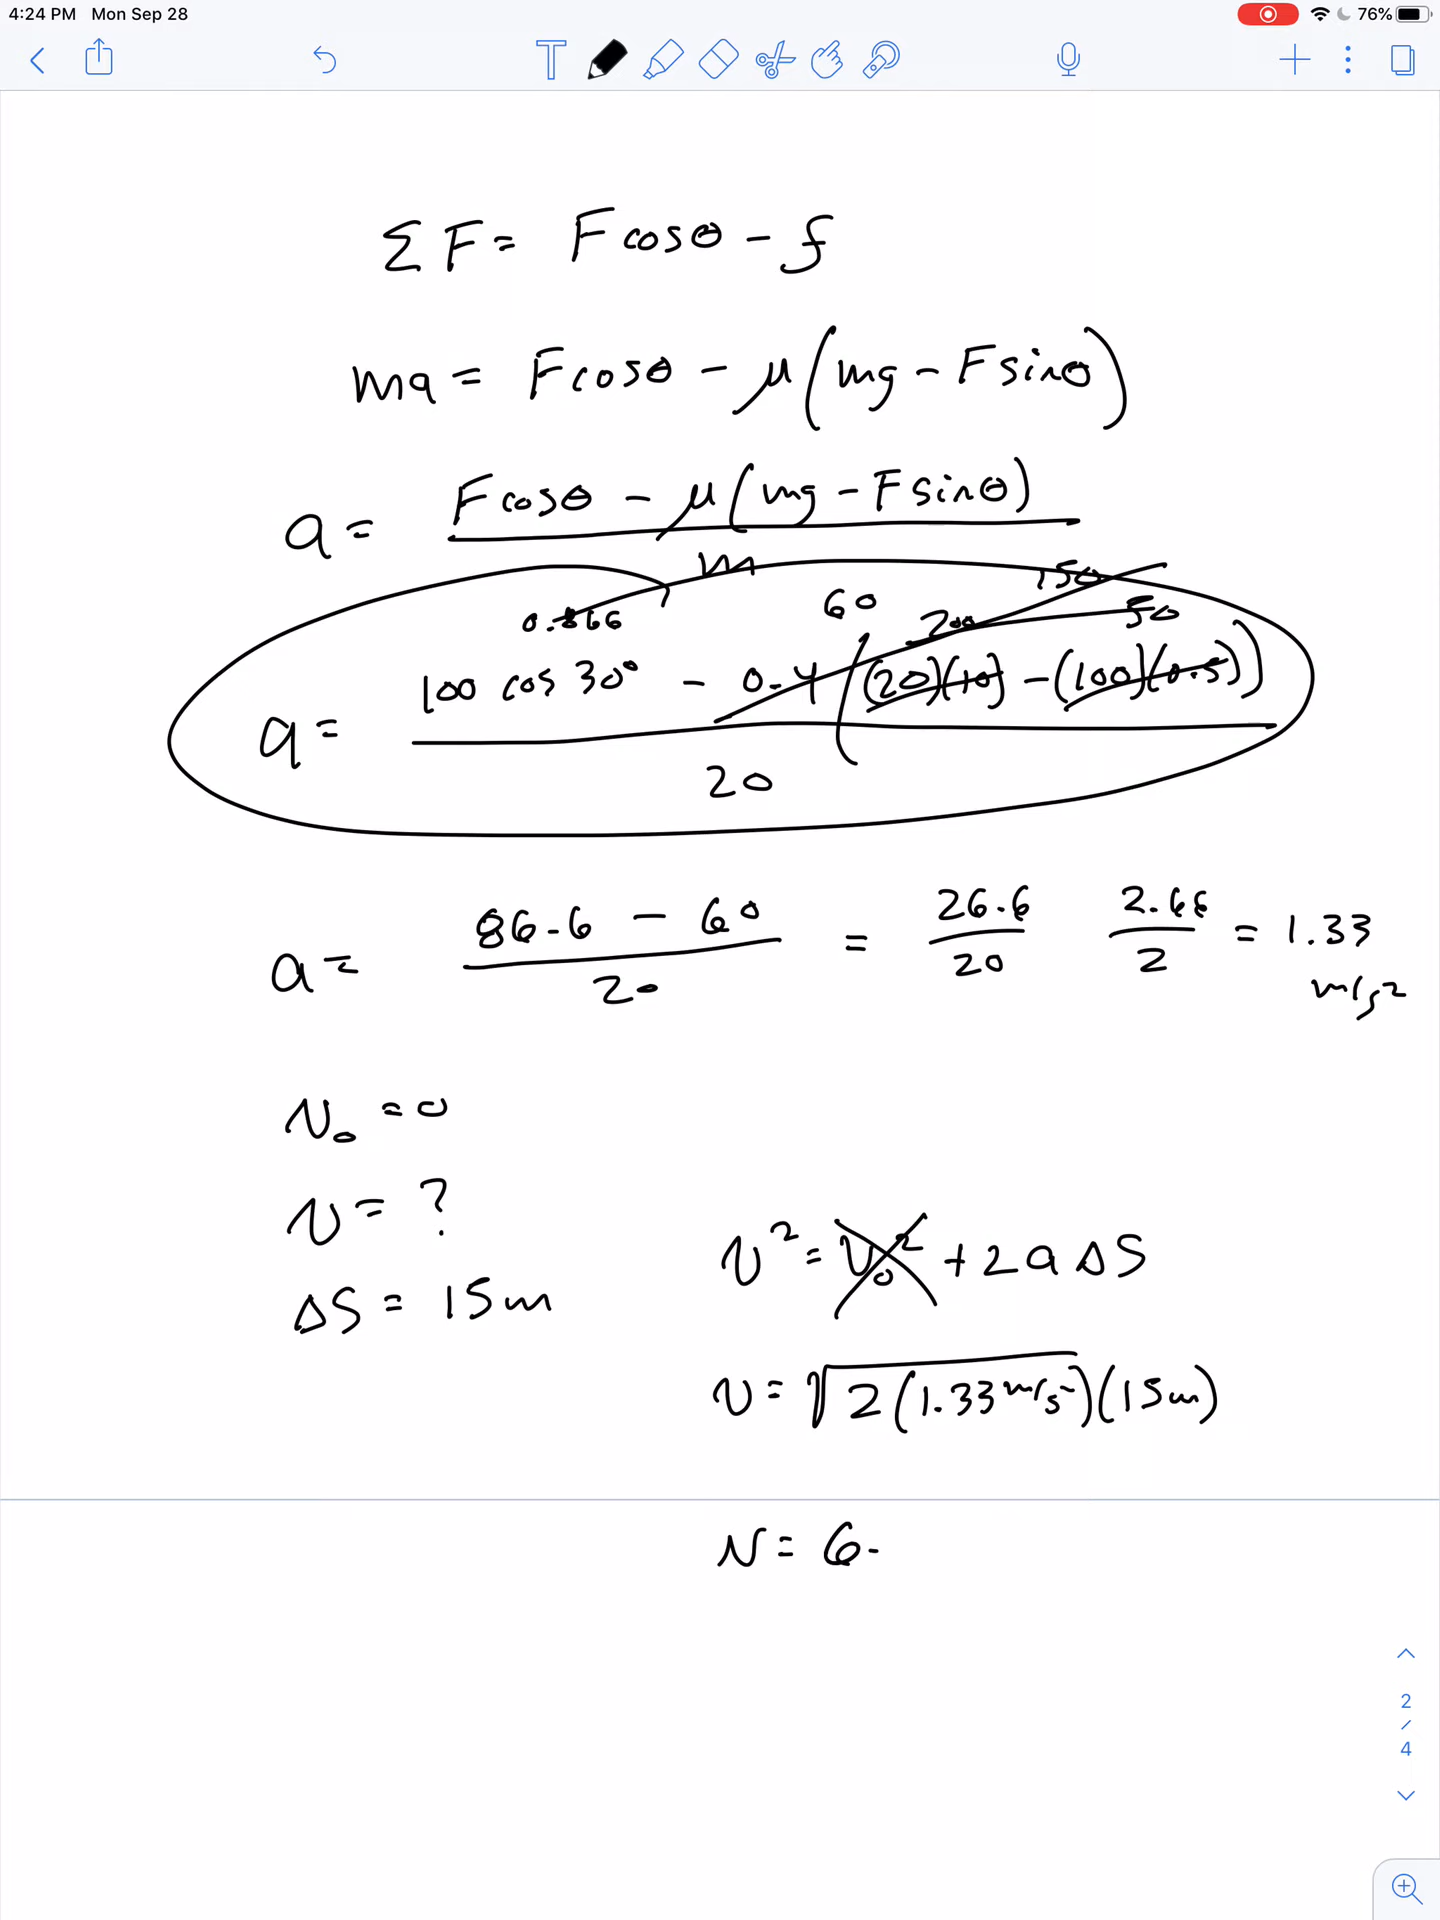 4:24 PM Mon Sep 28 76%
T
ΣF = Fcosθ - f
ma = Fcosθ - μ(mg - Fsinθ)
a = Fcosθ - μ(mg - Fsinθ)
m
150
0.866 60 200 50
a = 100 cos 30° - 0.4((20)(10) - (100)(0.5))
20
a = 86.6 - 60 / 20 = 26.6 / 20 2.66 / 2 = 1.33
m/s²
v₀ = 0
v = ?
v² = v₀² + 2aΔS
ΔS = 15m
v = √2(1.33 m/s²)(15m)
v = 6.
2
/
4